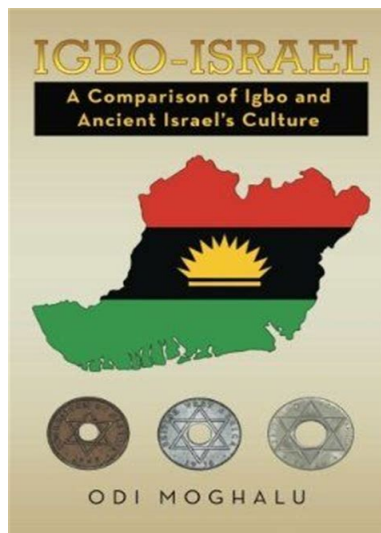 IGBO-ISRAEL
A Comparison of Igbo and
Ancient Israel's Culture
ODI MOGHALU